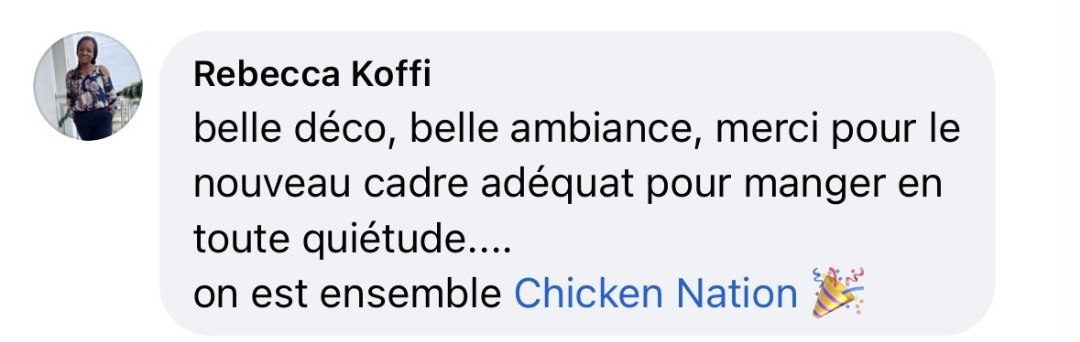 Rebecca Koffi
belle déco, belle ambiance, merci pour le
nouveau cadre adéquat pour manger en
toute quiétude....
on est ensemble Chicken Nation 🎉